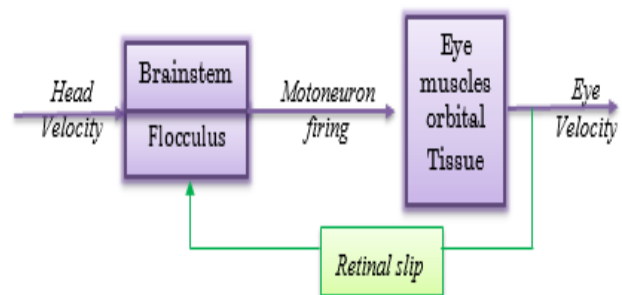 Head
Velocity
Brainstem
Flocculus
Motoneuron
firing
Eye
muscles
orbital
Tissue
Eye
Velocity
Retinal slip